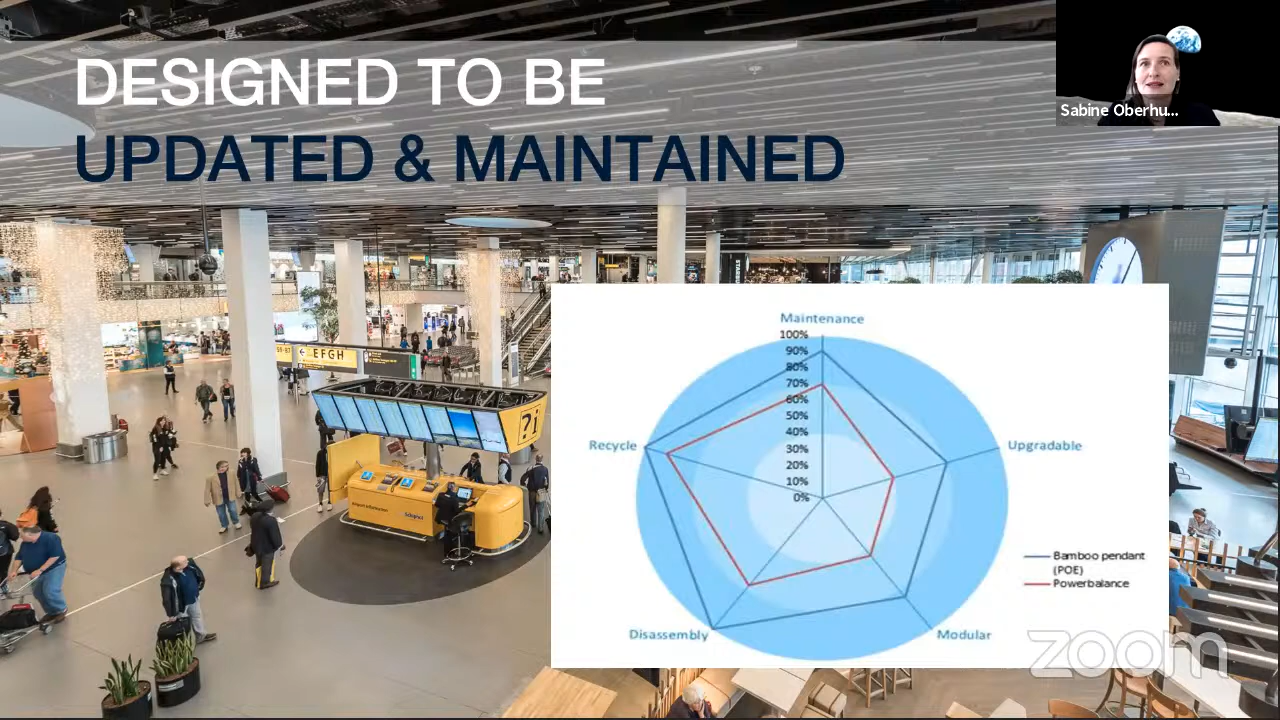 DESIGNED TO BE
UPDATED & MAINTAINED
Sabine Oberhu...
EFGH
?i
Maintenance
100%
90%
80%
70%
60%
50%
40%
30%
20%
10%
0%
Recycle
Upgradable
Disassembly
Modular
Bamboo pendant
(POE)
Powerbalance
zoom